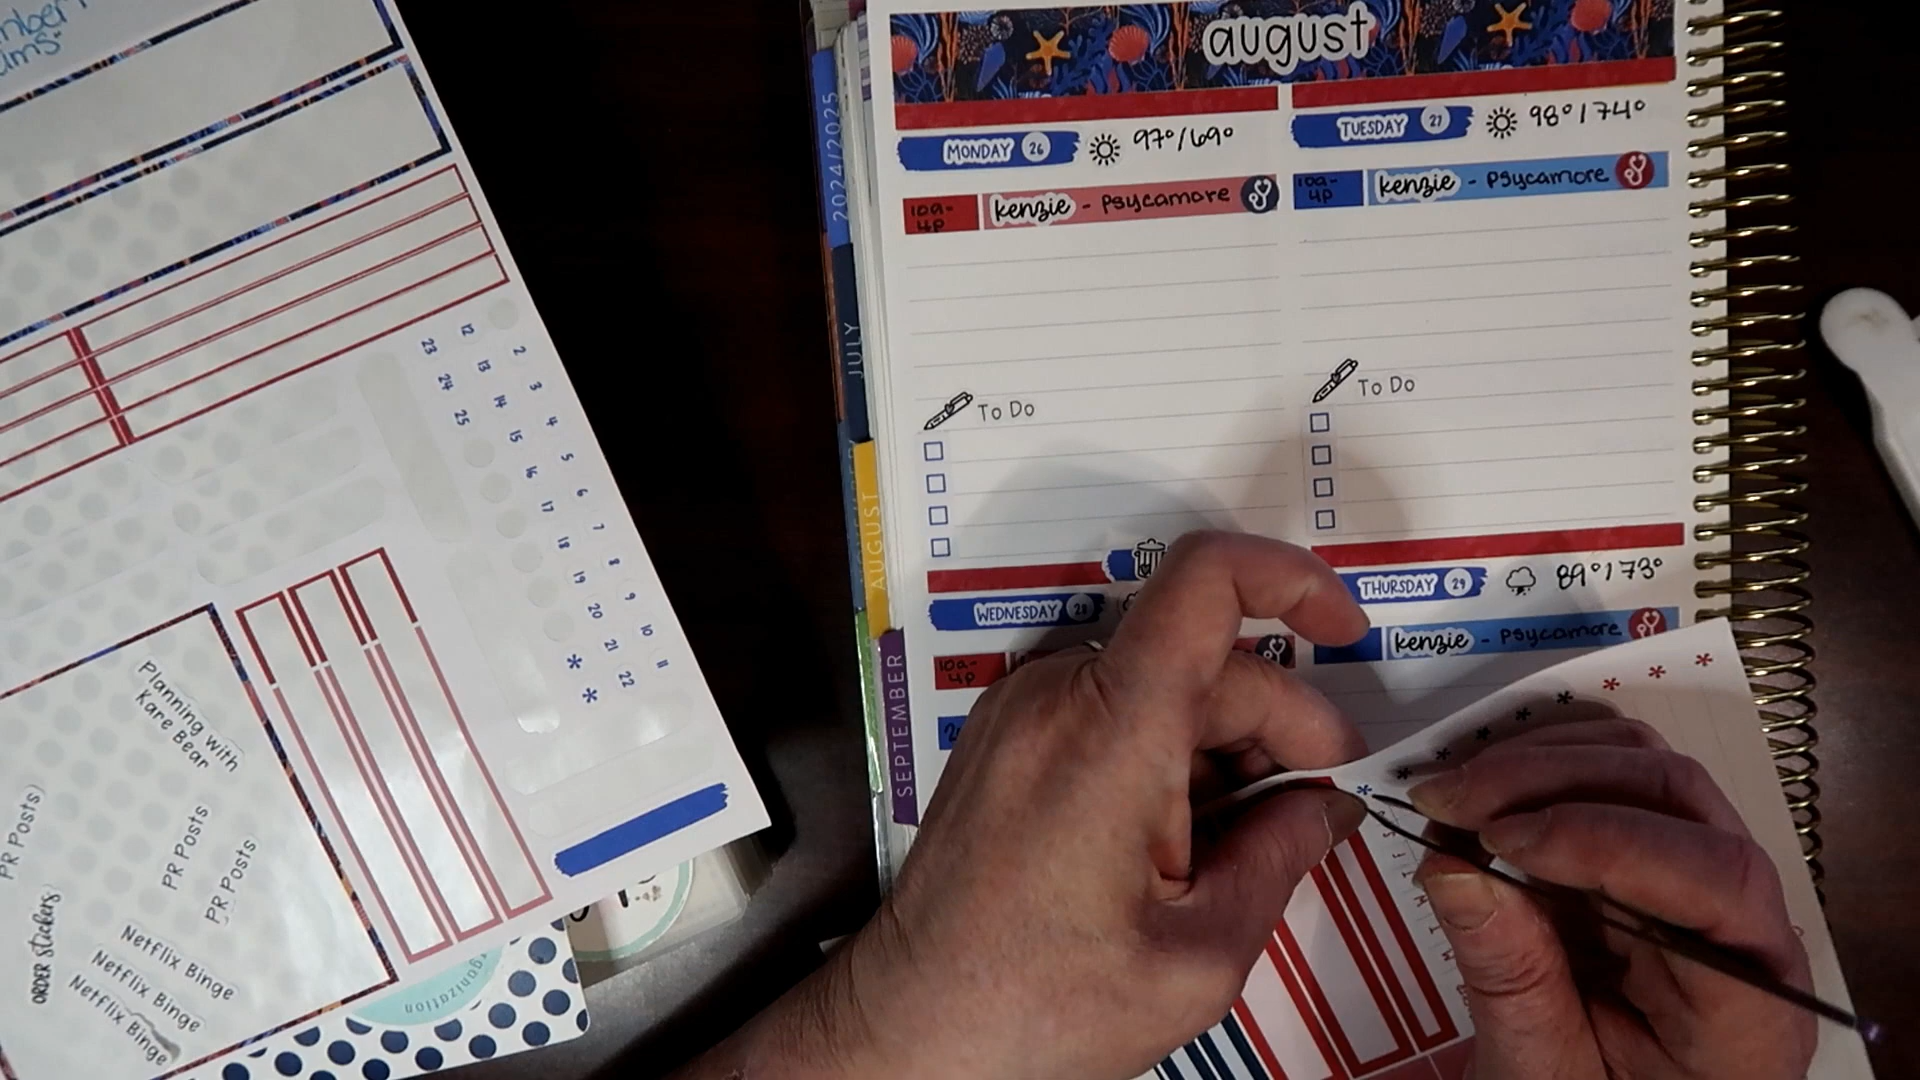 august
MONDAY 26 97°/69°
TUESDAY 27 98°/74°
10a-4p kenzie - psycamore
10a-4p kenzie - psycamore
To Do
To Do
WEDNESDAY 28
THURSDAY 29 89°/73°
10a-4p
kenzie - psycamore
2024/2025
JULY
AUGUST
SEPTEMBER
2 3 4 5 6 7 8 9 10 11
12 13 14 15 16 17 18 19 20 21 22
23 24 25
Planning with
Kare Bear
PR Posts
PR Posts
PR Posts
ORDER Stickers
Netflix Binge
Netflix Binge
Netflix Binge